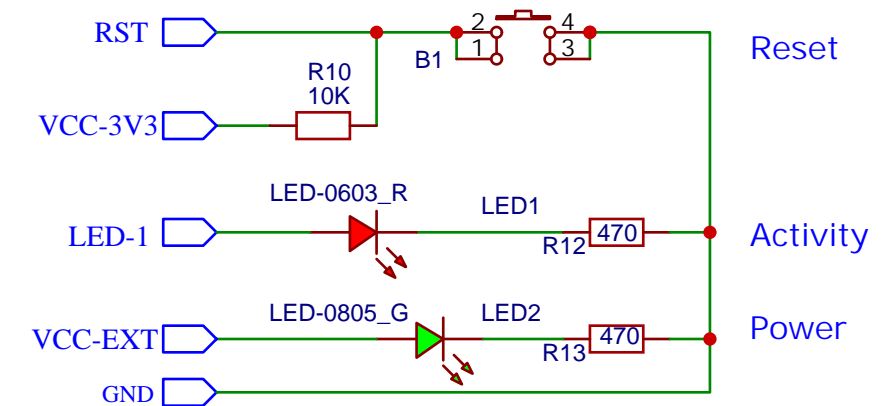 RST
2
4
1
3
B1
Reset
R10
10K
VCC-3V3
LED-0603_R
LED1
LED-1
R12
470
Activity
LED-0805_G
LED2
VCC-EXT
R13
470
Power
GND